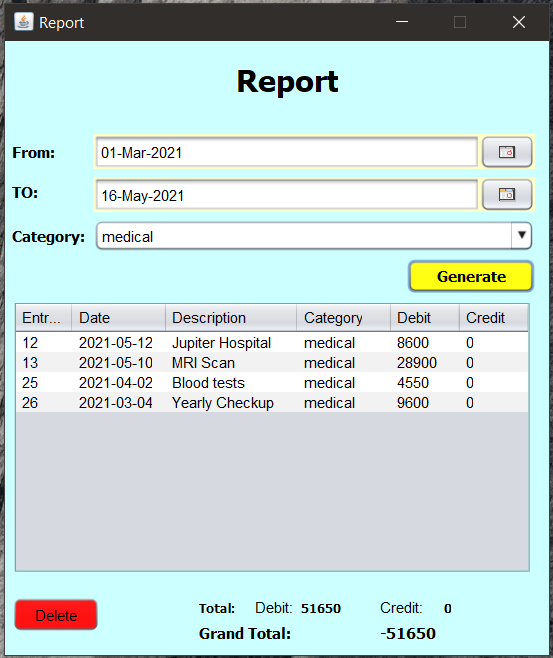 Report
Report
From: 01-Mar-2021
TO: 16-May-2021
Category: medical
Generate
Entr... Date Description Category Debit Credit
12 2021-05-12 Jupiter Hospital medical 8600 0
13 2021-05-10 MRI Scan medical 28900 0
25 2021-04-02 Blood tests medical 4550 0
26 2021-03-04 Yearly Checkup medical 9600 0
Delete Total: Debit: 51650 Credit: 0
Grand Total: -51650